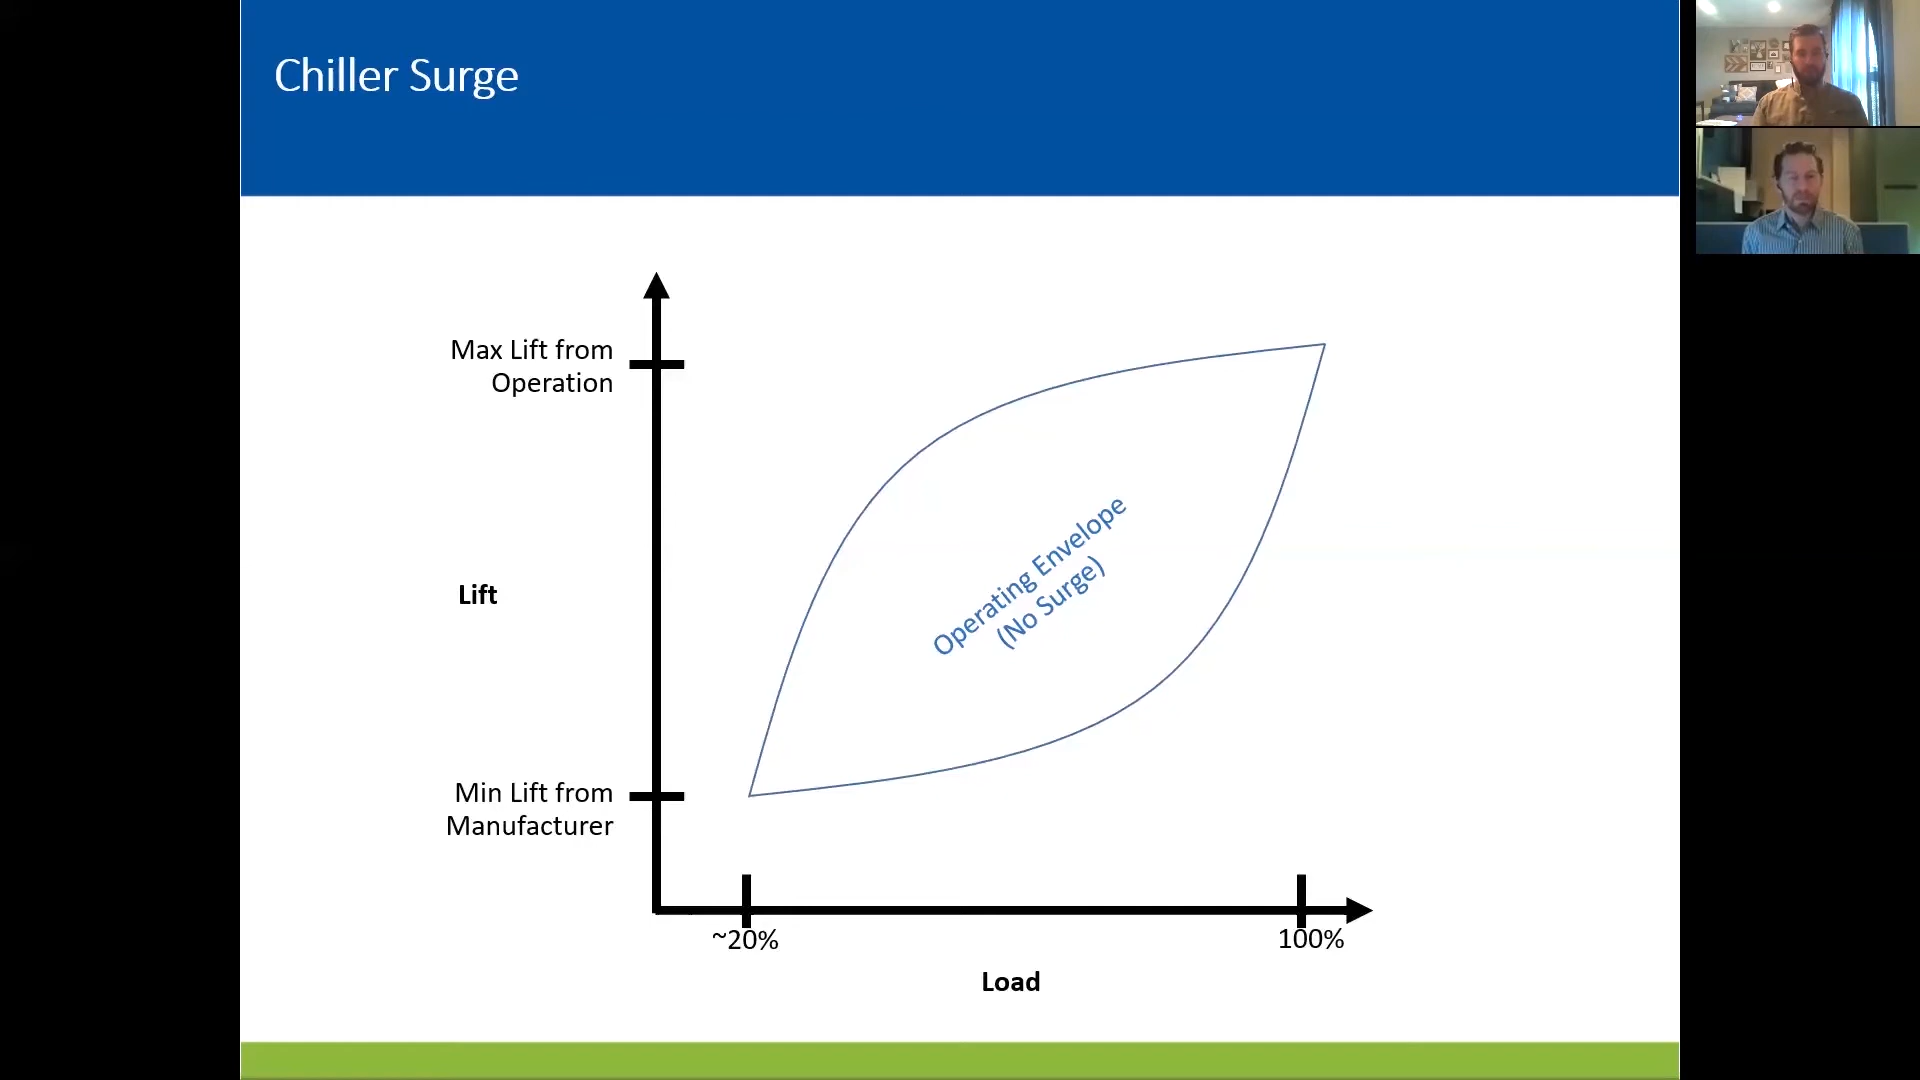 Chiller Surge
Max Lift from
Operation
Lift
Operating Envelope
(No Surge)
Min Lift from
Manufacturer
~20%
100%
Load